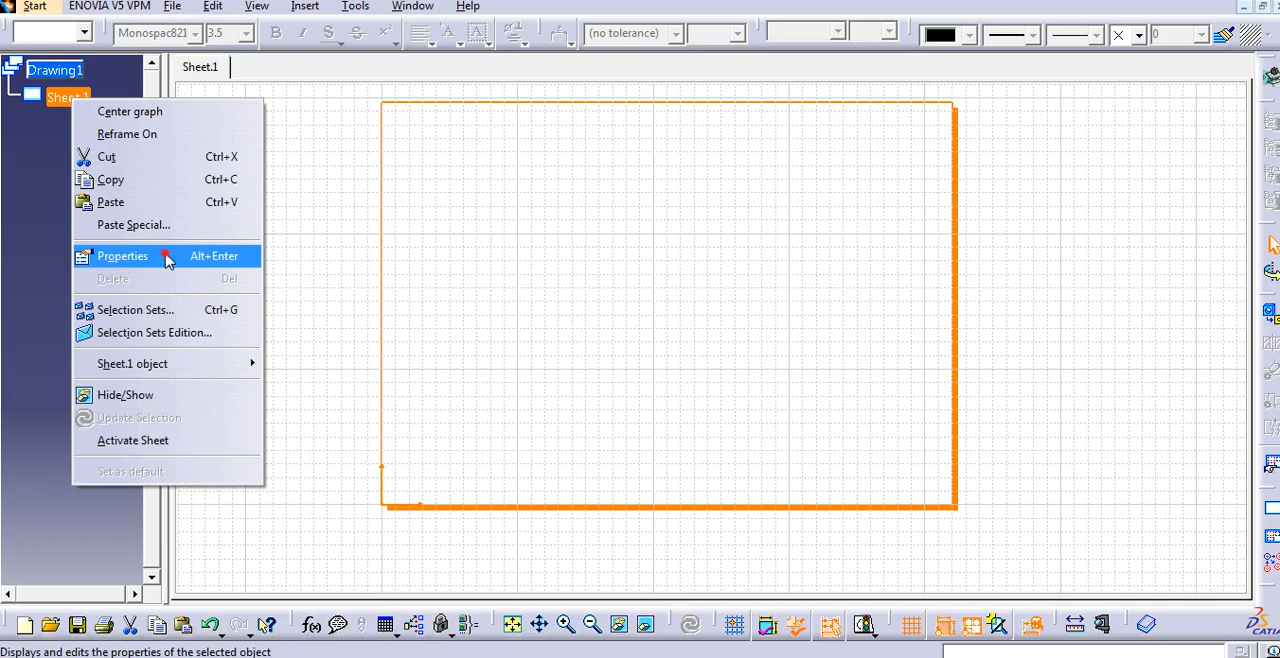 Start ENOVIA V5 VPM File Edit View Insert Tools Window Help
Monospac821 3.5 B I S S (no tolerance) 0
Drawing1
Sheet.1
Sheet.1
Center graph
Reframe On
Cut Ctrl+X
Copy Ctrl+C
Paste Ctrl+V
Paste Special...
Properties Alt+Enter
Delete Del
Selection Sets... Ctrl+G
Selection Sets Edition...
Sheet.1 object
Hide/Show
Update Selection
Activate Sheet
Set as default
f(x)
CATIA
Displays and edits the properties of the selected object